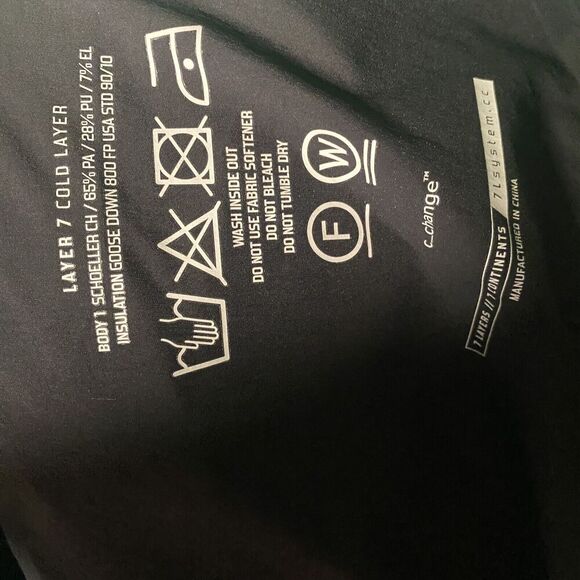 LAYER 7 COLD LAYER
BODY 1 SCHOELLER CH / 65% PA / 28% PU / 7% EL
INSULATION GOOSE DOWN 800 FP USA STD 90/10
WASH INSIDE OUT
DO NOT USE FABRIC SOFTENER
DO NOT BLEACH
DO NOT TUMBLE DRY
F W
c_change™
7 LAYERS // 7 CONTINENTS / 7lsystem.cc
MANUFACTURED IN CHINA